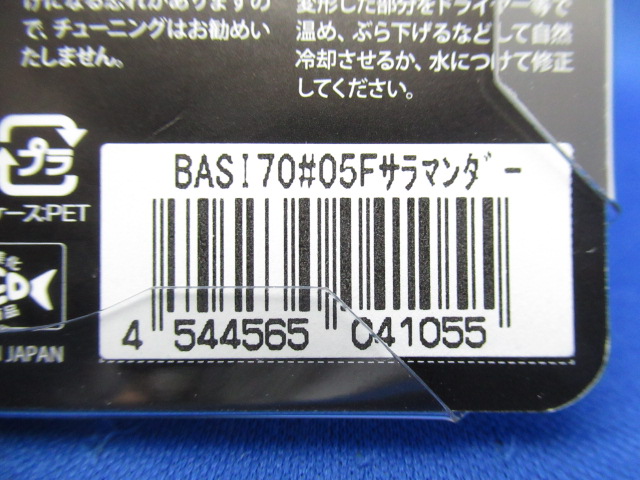 で、チューニングはお勧めい
たしません。
変形した部分をドライヤー等で
温め、ぶら下げるなどして自然
冷却させるか、水につけて修正
してください。
プラ
ケース:PET
JAPAN
BASI70#05Fサラマンダー
4 544565 041055